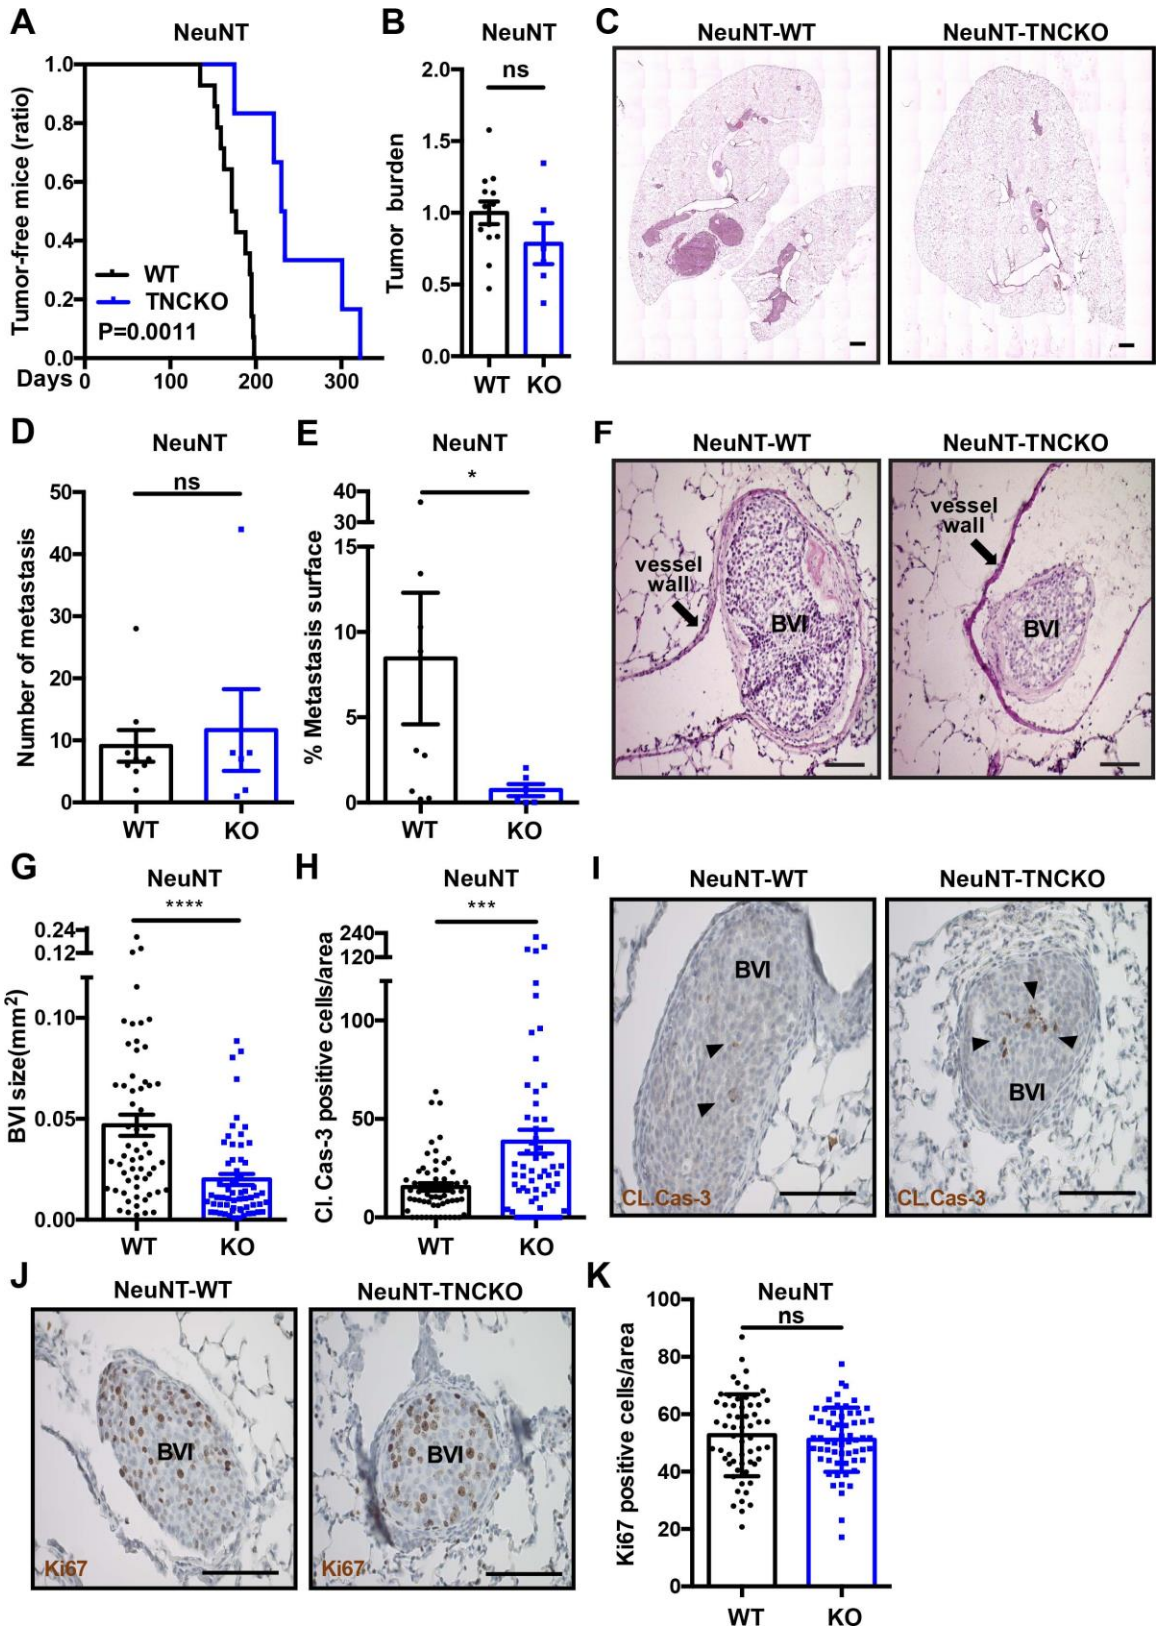 A
NeuNT
Tumor-free mice (ratio)
1.0
0.8
0.6
0.4
0.2
0.0
WT
TNCKO
P=0.0011
Days 0 100 200 300
B
NeuNT
ns
Tumor burden
2.0
1.5
1.0
0.5
0.0
WT KO
C
NeuNT-WT NeuNT-TNCKO
D
NeuNT
ns
Number of metastasis
50
40
30
20
10
0
WT KO
E
NeuNT
*
% Metastasis surface
40
30
15
10
5
0
WT KO
F
NeuNT-WT NeuNT-TNCKO
vessel
wall
BVI
vessel
wall
BVI
G
NeuNT
****
BVI size(mm²)
0.24
0.12
0.10
0.05
0.00
WT KO
H
NeuNT
***
Cl. Cas-3 positive cells/area
240
120
100
50
0
WT KO
I
NeuNT-WT NeuNT-TNCKO
BVI
CL.Cas-3
BVI
CL.Cas-3
J
NeuNT-WT NeuNT-TNCKO
BVI
Ki67
BVI
Ki67
K
NeuNT
ns
Ki67 positive cells/area
100
80
60
40
20
0
WT KO